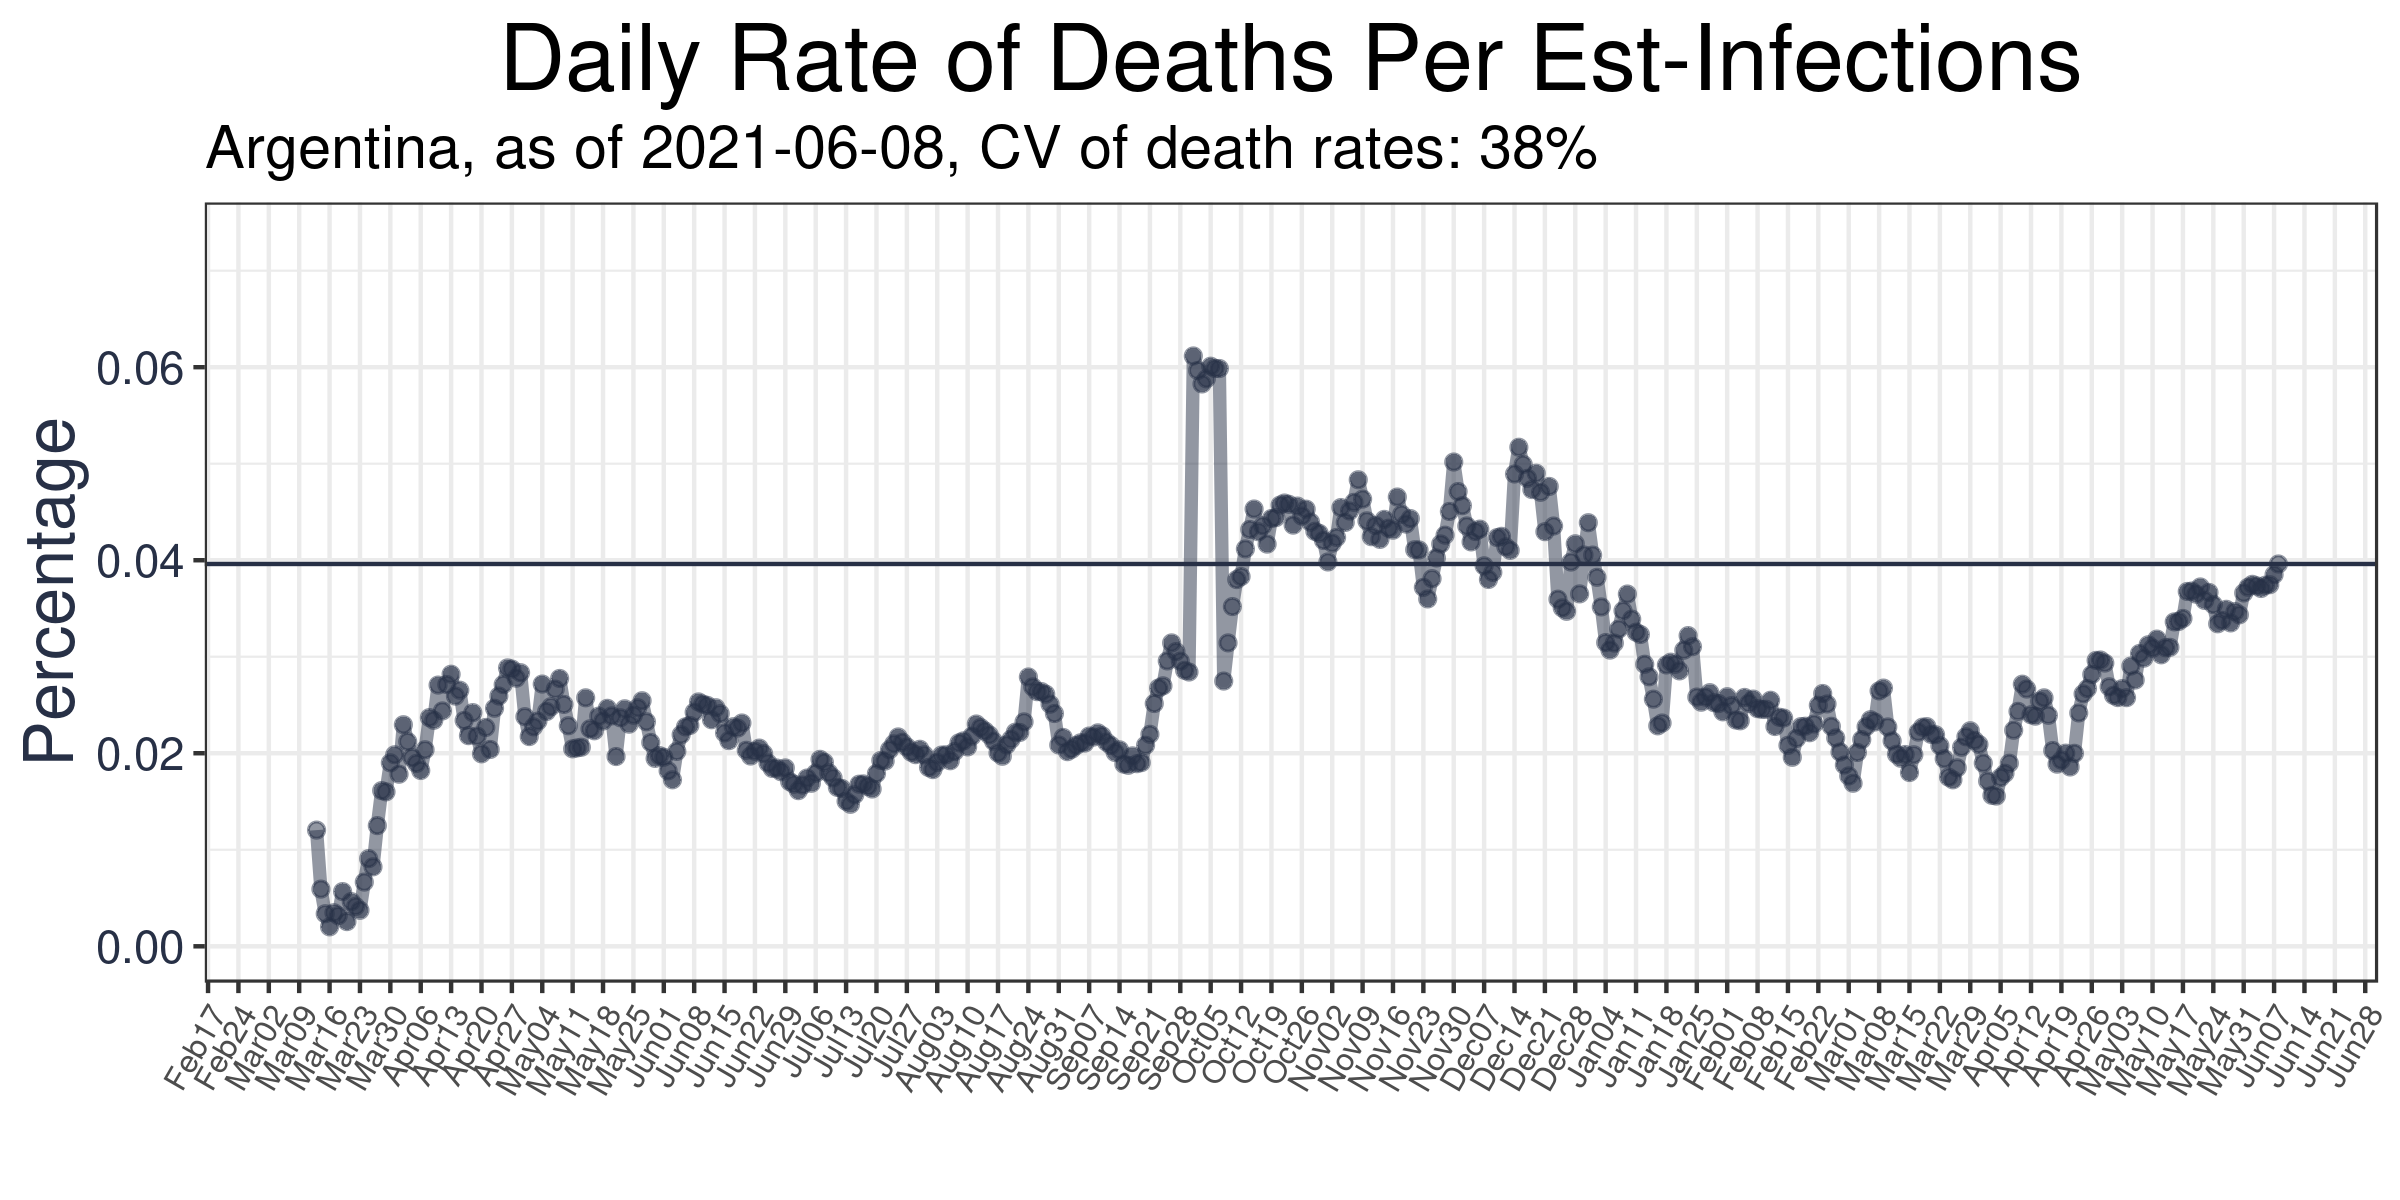 Daily Rate of Deaths Per Est-Infections
Argentina, as of 2021-06-08, CV of death rates: 38%
Percentage
0.06
0.04
0.02
0.00
Feb17
Feb24
Mar02
Mar09
Mar16
Mar23
Mar30
Apr06
Apr13
Apr20
Apr27
May04
May11
May18
May25
Jun01
Jun08
Jun15
Jun22
Jun29
Jul06
Jul13
Jul20
Jul27
Aug03
Aug10
Aug17
Aug24
Aug31
Sep07
Sep14
Sep21
Sep28
Oct05
Oct12
Oct19
Oct26
Nov02
Nov09
Nov16
Nov23
Nov30
Dec07
Dec14
Dec21
Dec28
Jan04
Jan11
Jan18
Jan25
Feb01
Feb08
Feb15
Feb22
Mar01
Mar08
Mar15
Mar22
Mar29
Apr05
Apr12
Apr19
Apr26
May03
May10
May17
May24
May31
Jun07
Jun14
Jun21
Jun28